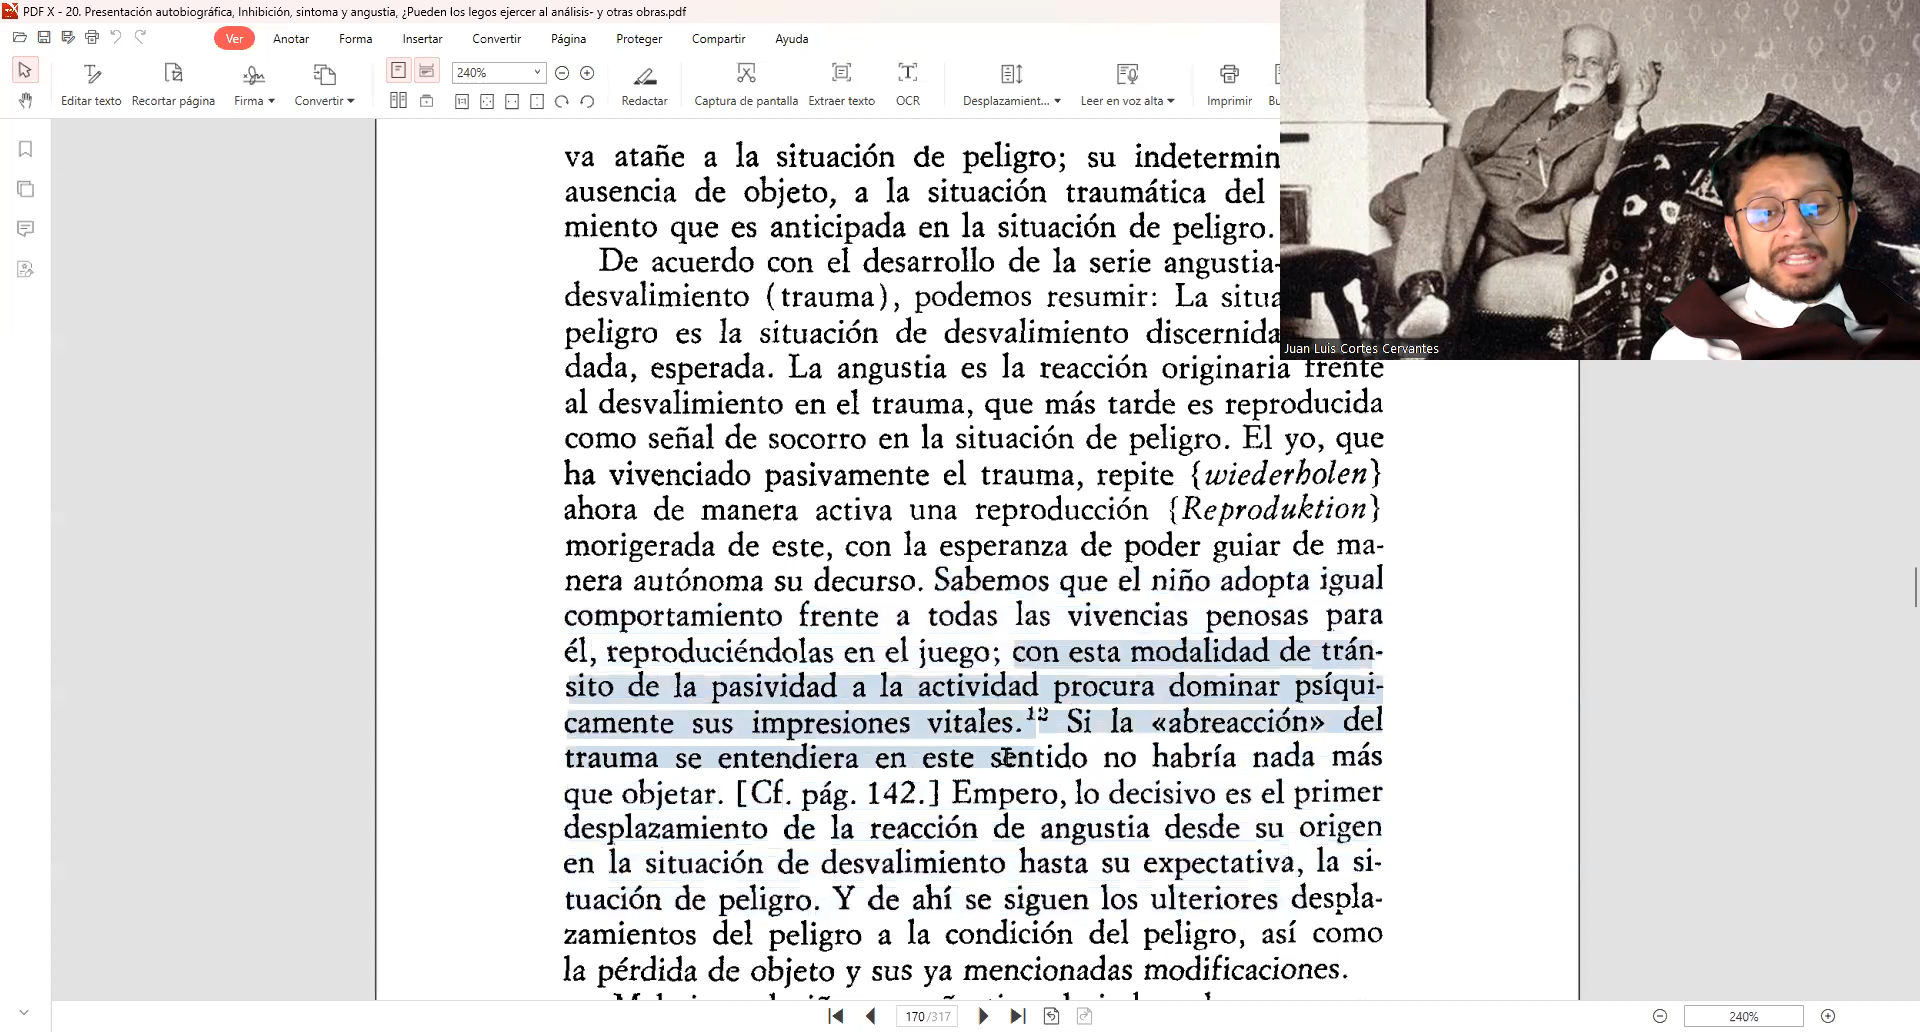 PDF X - 20. Presentación autobiográfica, Inhibición, sintoma y angustia, ¿Pueden los legos ejercer al análisis- y otras obras.pdf
Ver Anotar Forma Insertar Convertir Página Proteger Compartir Ayuda
240%
Editar texto Recortar página Firma Convertir Redactar Captura de pantalla Extraer texto OCR Desplazamient... Leer en voz alta Imprimir Bu
va atañe a la situación de peligro; su indetermin
ausencia de objeto, a la situación traumática del
miento que es anticipada en la situación de peligro.
De acuerdo con el desarrollo de la serie angustia-
desvalimiento (trauma), podemos resumir: La situa
peligro es la situación de desvalimiento discernida
dada, esperada. La angustia es la reacción originaria frente
al desvalimiento en el trauma, que más tarde es reproducida
como señal de socorro en la situación de peligro. El yo, que
ha vivenciado pasivamente el trauma, repite {wiederholen}
ahora de manera activa una reproducción {Reproduktion}
morigerada de este, con la esperanza de poder guiar de ma-
nera autónoma su decurso. Sabemos que el niño adopta igual
comportamiento frente a todas las vivencias penosas para
él, reproduciéndolas en el juego; con esta modalidad de trán-
sito de la pasividad a la actividad procura dominar psíqui-
camente sus impresiones vitales.12 Si la «abreacción» del
trauma se entendiera en este sentido no habría nada más
que objetar. [Cf. pág. 142.] Empero, lo decisivo es el primer
desplazamiento de la reacción de angustia desde su origen
en la situación de desvalimiento hasta su expectativa, la si-
tuación de peligro. Y de ahí se siguen los ulteriores despla-
zamientos del peligro a la condición del peligro, así como
la pérdida de objeto y sus ya mencionadas modificaciones.
Juan Luis Cortes Cervantes
170/317
240%